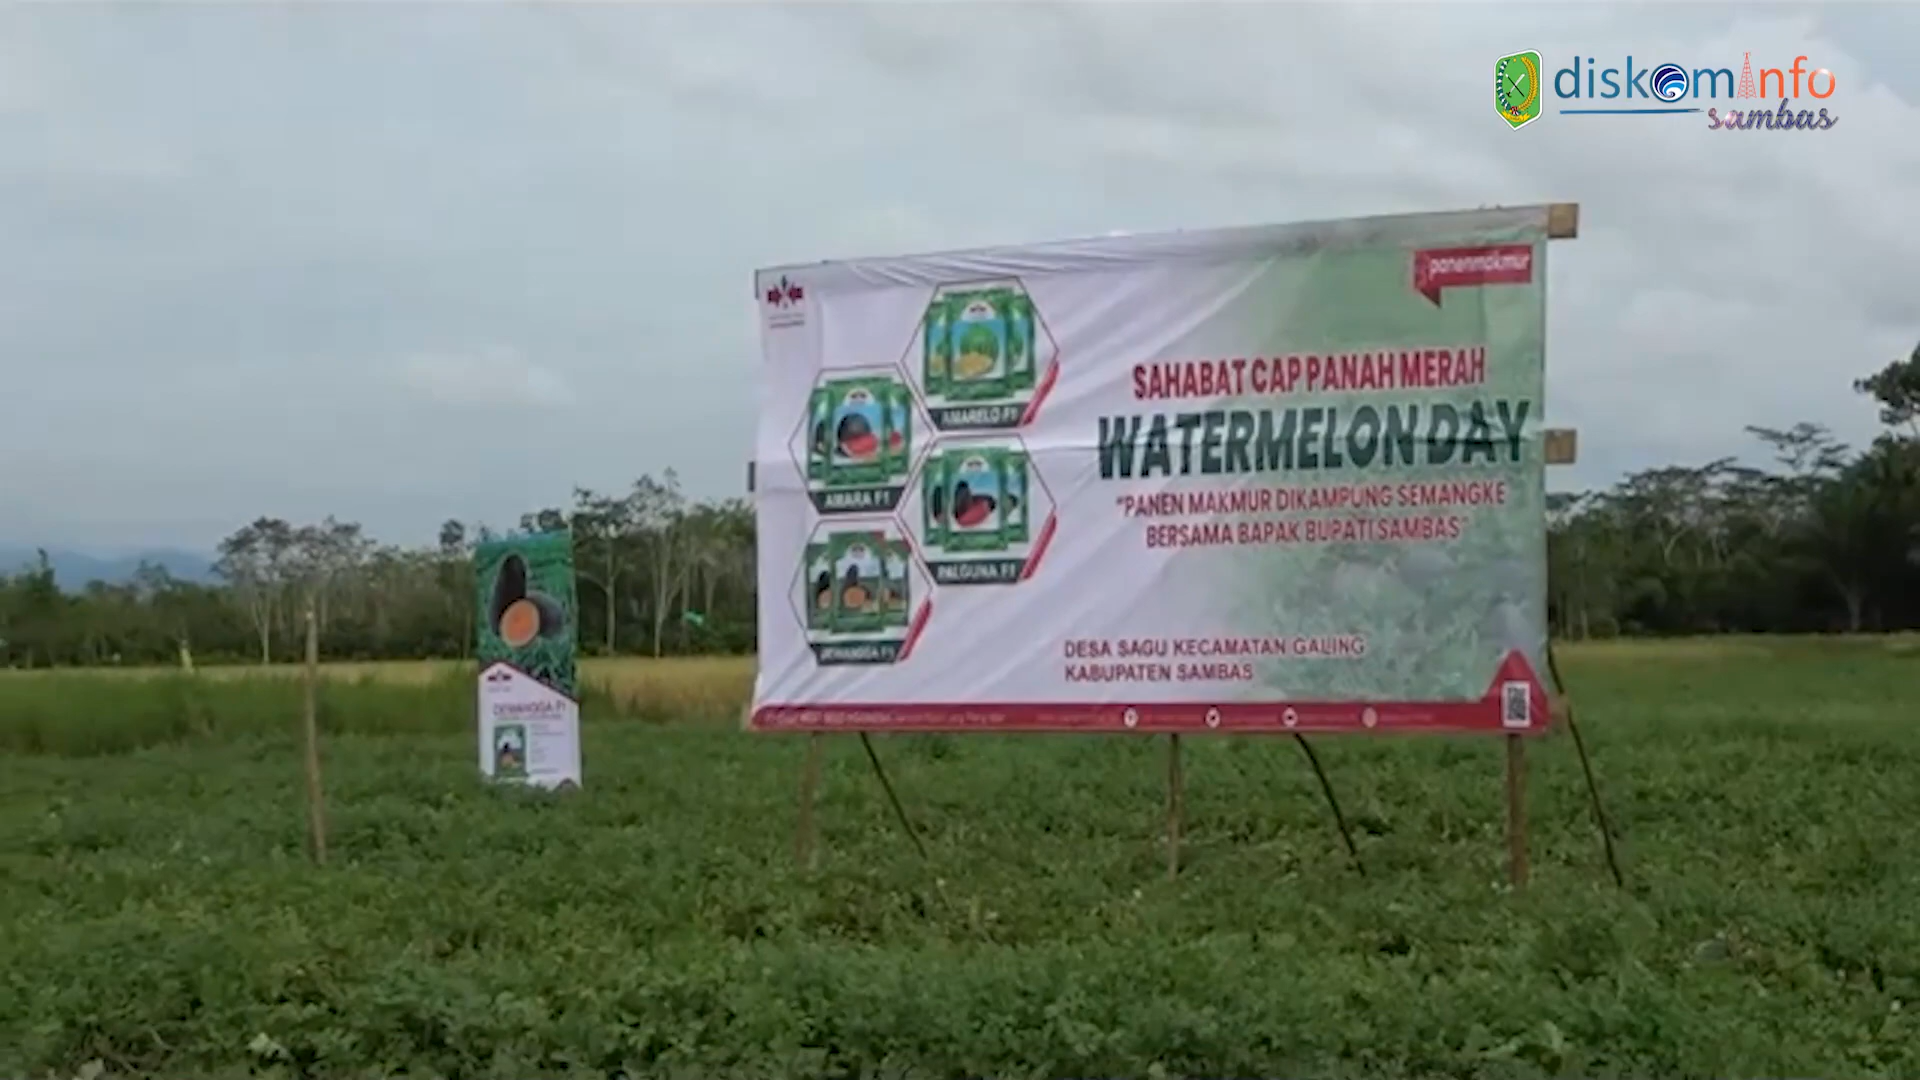 diskominfo
sambas
panenmakmur
SAHABAT CAP PANAH MERAH
WATERMELON DAY
"PANEN MAKMUR DIKAMPUNG SEMANGKE
BERSAMA BAPAK BUPATI SAMBAS"
AMARELO F1
AMARA F1
PALGUNA F1
DEWANGGA F1
DESA SAGU KECAMATAN GALING
KABUPATEN SAMBAS
DEWANGGA F1